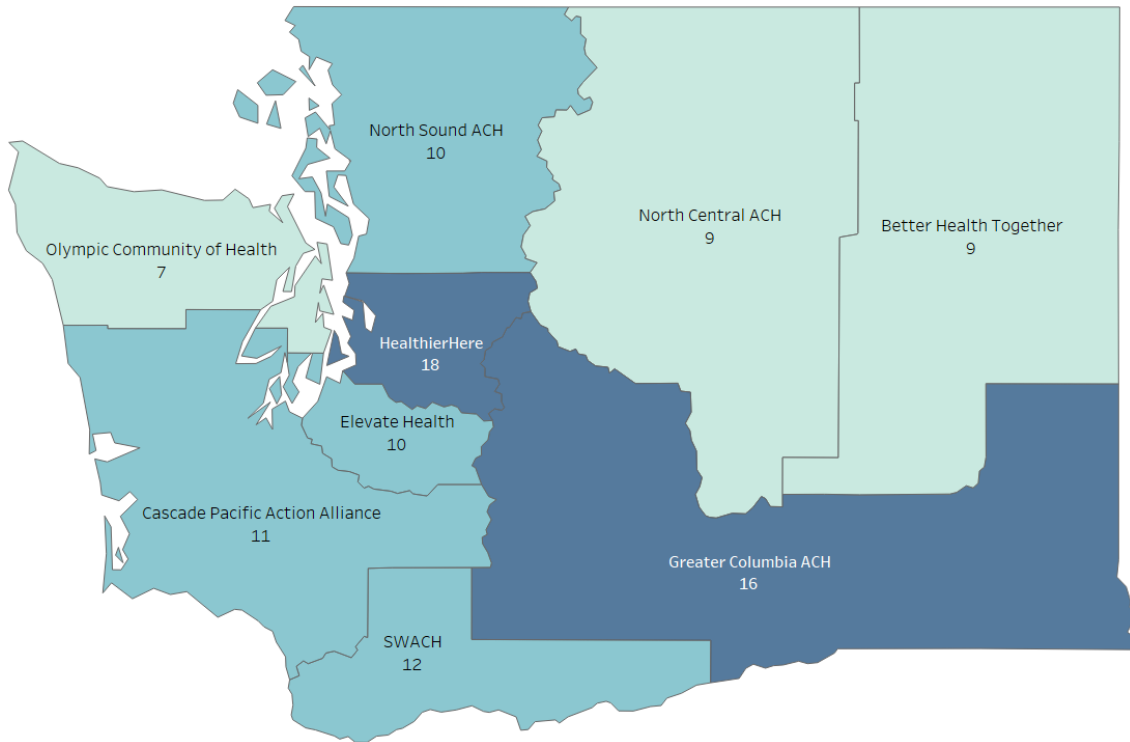 North Sound ACH
10
North Central ACH
9
Better Health Together
9
Olympic Community of Health
7
HealthierHere
18
Elevate Health
10
Cascade Pacific Action Alliance
11
Greater Columbia ACH
16
SWACH
12